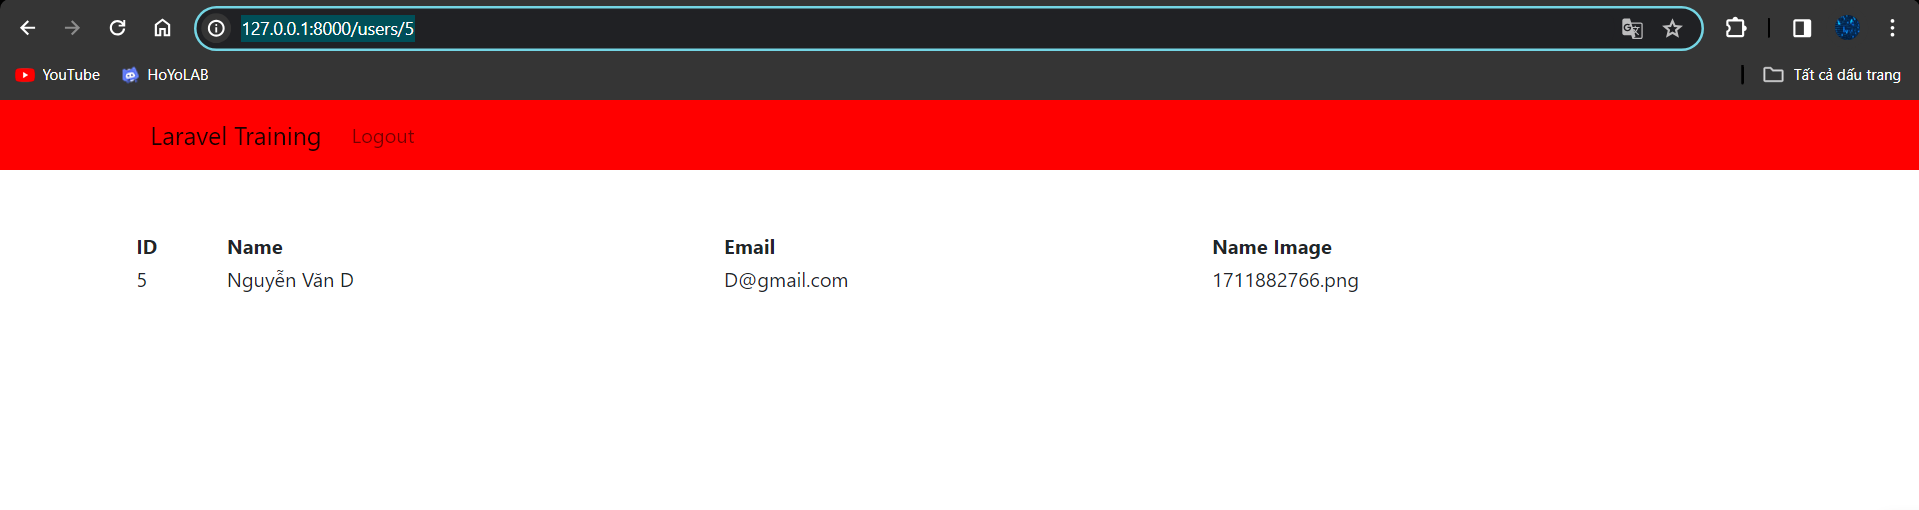 127.0.0.1:8000/users/5
YouTube HoYoLAB Tất cả dấu trang
Laravel Training Logout
ID Name Email Name Image
5 Nguyễn Văn D D@gmail.com 1711882766.png